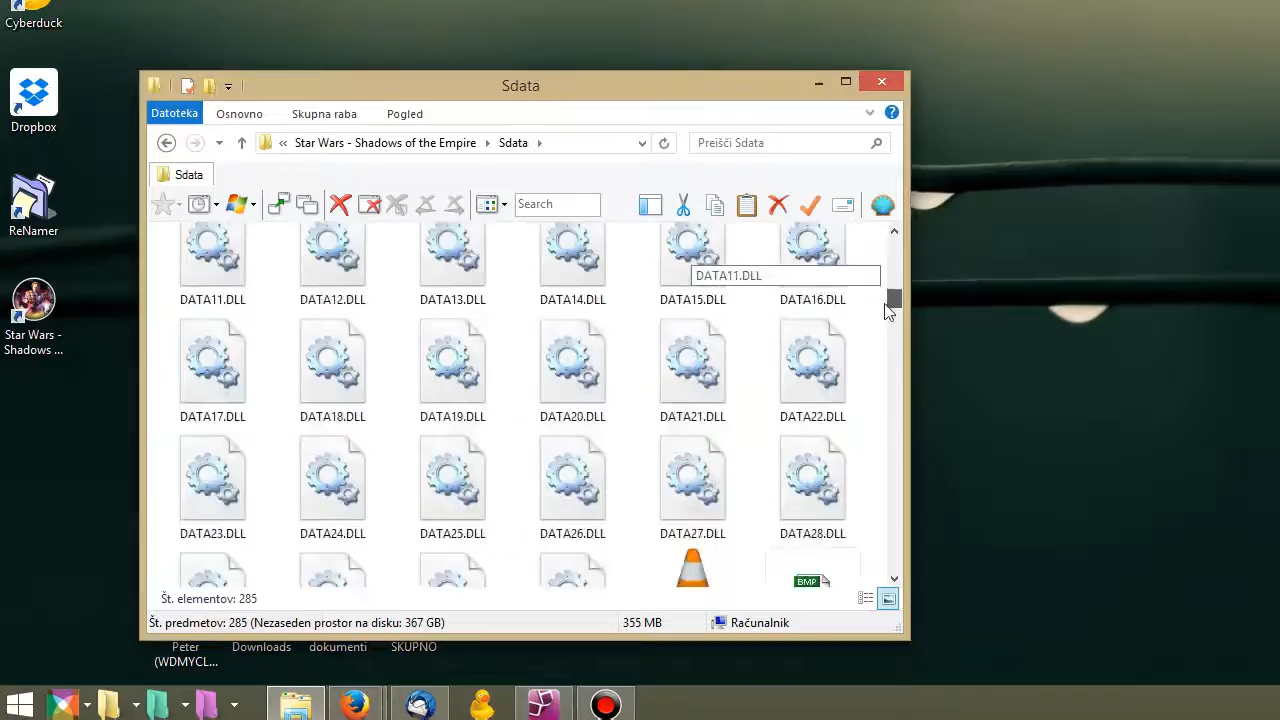 Cyberduck
Dropbox
ReNamer
Star Wars -
Shadows ...
Sdata
Datoteka
Osnovno
Skupna raba
Pogled
«
Star Wars - Shadows of the Empire
Sdata
Preišči Sdata
Sdata
Search
DATA11.DLL
DATA11.DLL
DATA12.DLL
DATA13.DLL
DATA14.DLL
DATA15.DLL
DATA16.DLL
DATA17.DLL
DATA18.DLL
DATA19.DLL
DATA20.DLL
DATA21.DLL
DATA22.DLL
DATA23.DLL
DATA24.DLL
DATA25.DLL
DATA26.DLL
DATA27.DLL
DATA28.DLL
BMP
Št. elementov: 285
Št. predmetov: 285 (Nezaseden prostor na disku: 367 GB)
355 MB
Računalnik
Peter
(WDMYCL...
Downloads
dokumenti
SKUPNO